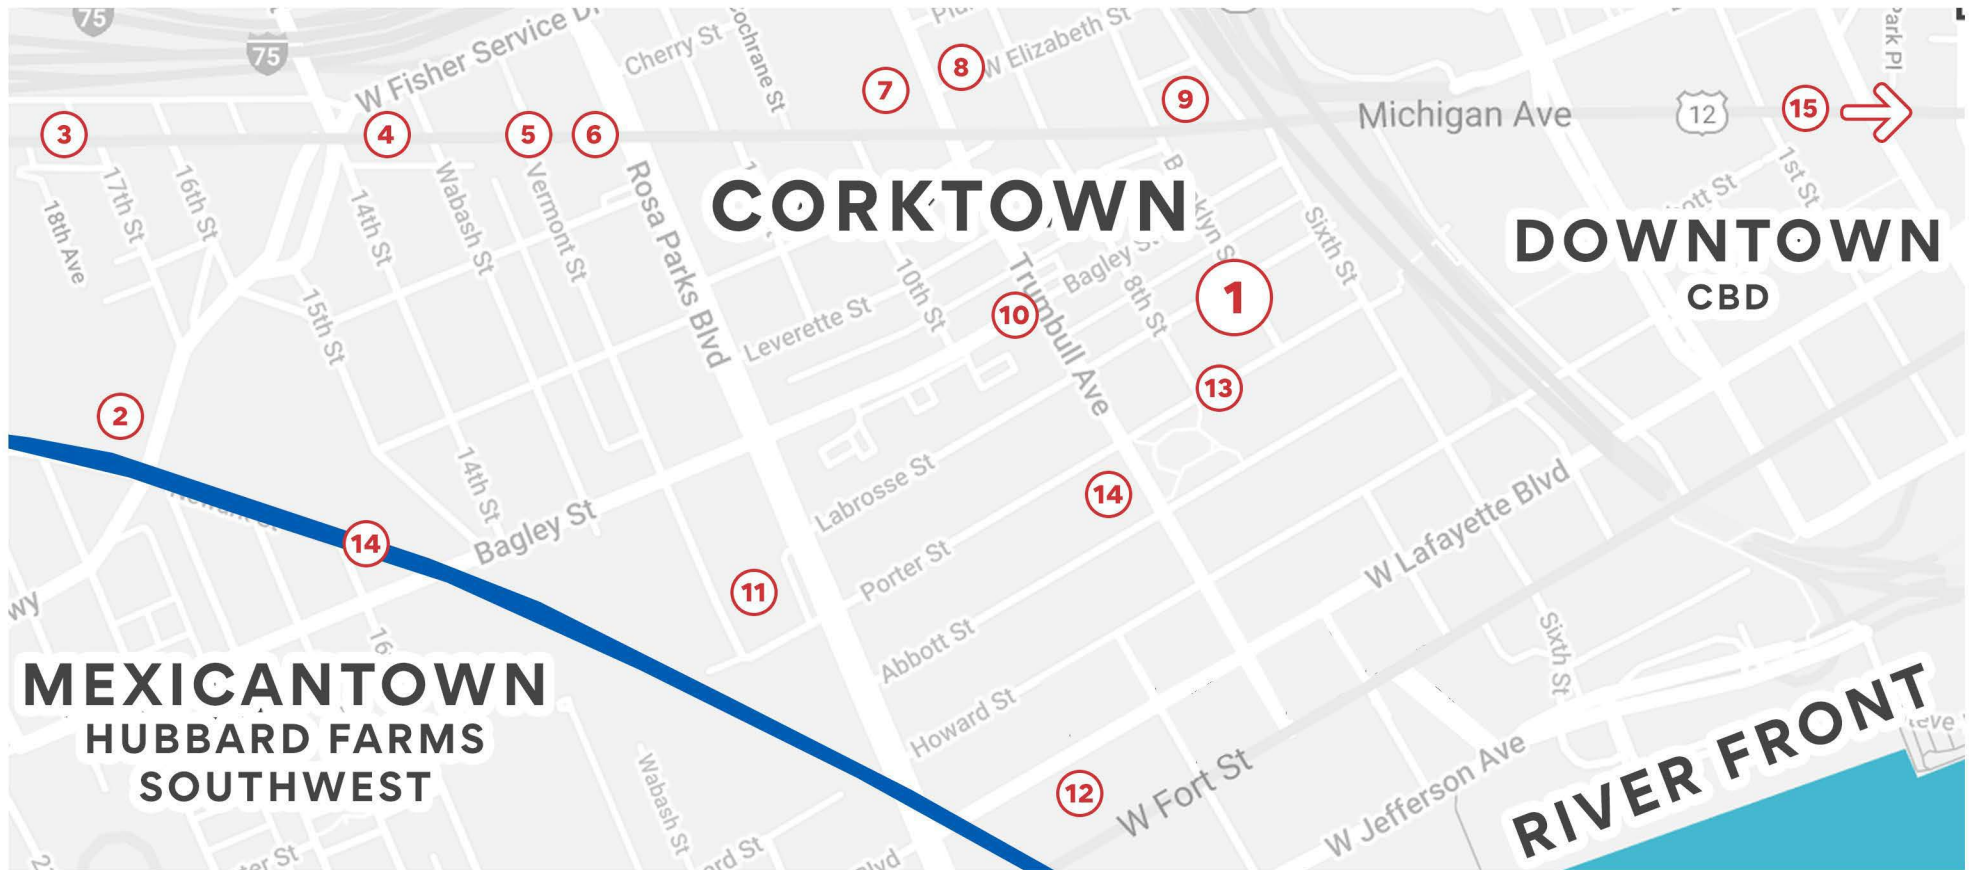 75
75
W Fisher Service Dr
Cherry St
Cochrane St
W Elizabeth St
Park Pl
3
4
5
6
7
8
9
Michigan Ave
12
15
18th Ave
17th St
16th St
14th St
Wabash St
Vermont St
Rosa Parks Blvd
CORKTOWN
Sixth St
1st St
DOWNTOWN
CBD
15th St
Leverette St
10th St
10
Trumbull Ave
Bagley St
8th St
1
13
2
14th St
Bagley St
Labrosse St
14
14
11
Porter St
W Lafayette Blvd
Abbott St
Sixth St
MEXICANTOWN
HUBBARD FARMS
SOUTHWEST
Howard St
Wabash St
12
W Fort St
W Jefferson Ave
RIVER FRONT